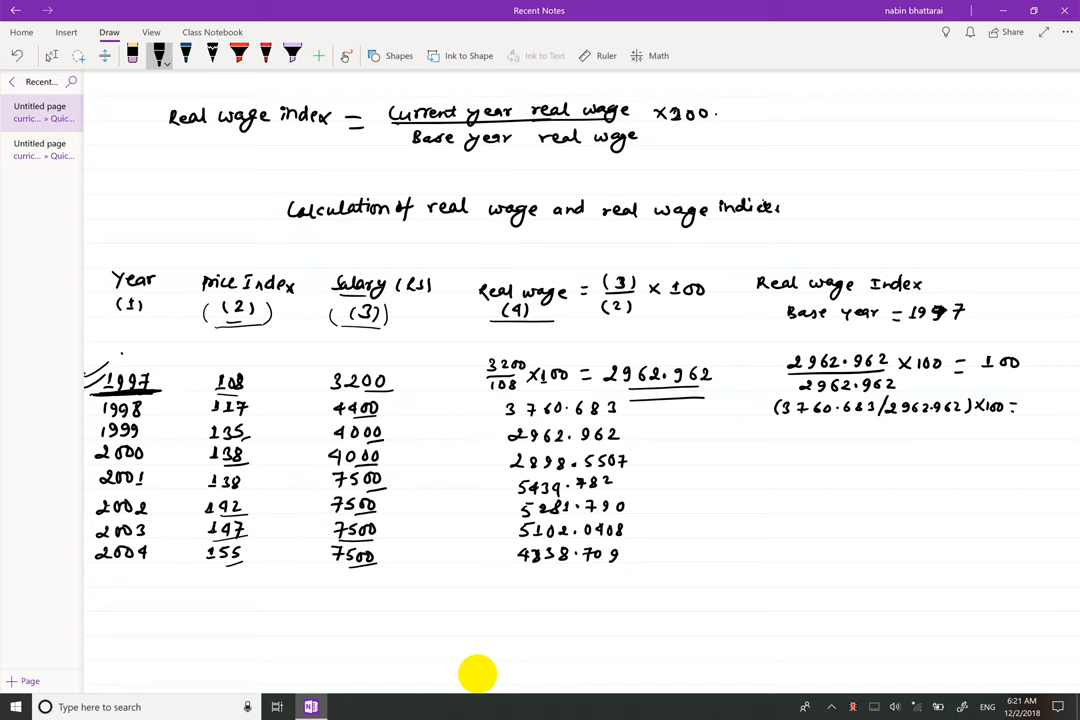 Recent Notes
nabin bhattarai
Home Insert Draw View Class Notebook
Share
Shapes Ink to Shape Ink to Text Ruler Math
Recent...
Untitled page
curric... » Quic...
Untitled page
curric... » Quic...
Real wage index = Current year real wage / Base year real wage ×100.
Calculation of real wage and real wage indices
Year Price Index Salary (RS) Real wage = (3)/(2) × 100 Real wage Index
(1) (2) (3) (4) Base year = 1997
1997 108 3200 3200/108 ×100 = 2962.962 2962.962/2962.962 ×100 = 100
1998 117 4400 3760.683 (3760.683/2962.962)×100 =
1999 135 4000 2962.962
2000 138 4000 2898.5507
2001 138 7500 5434.782
2002 142 7500 5281.790
2003 147 7500 5102.0408
2004 155 7500 4838.709
+ Page
Type here to search
ENG
6:21 AM
12/2/2018